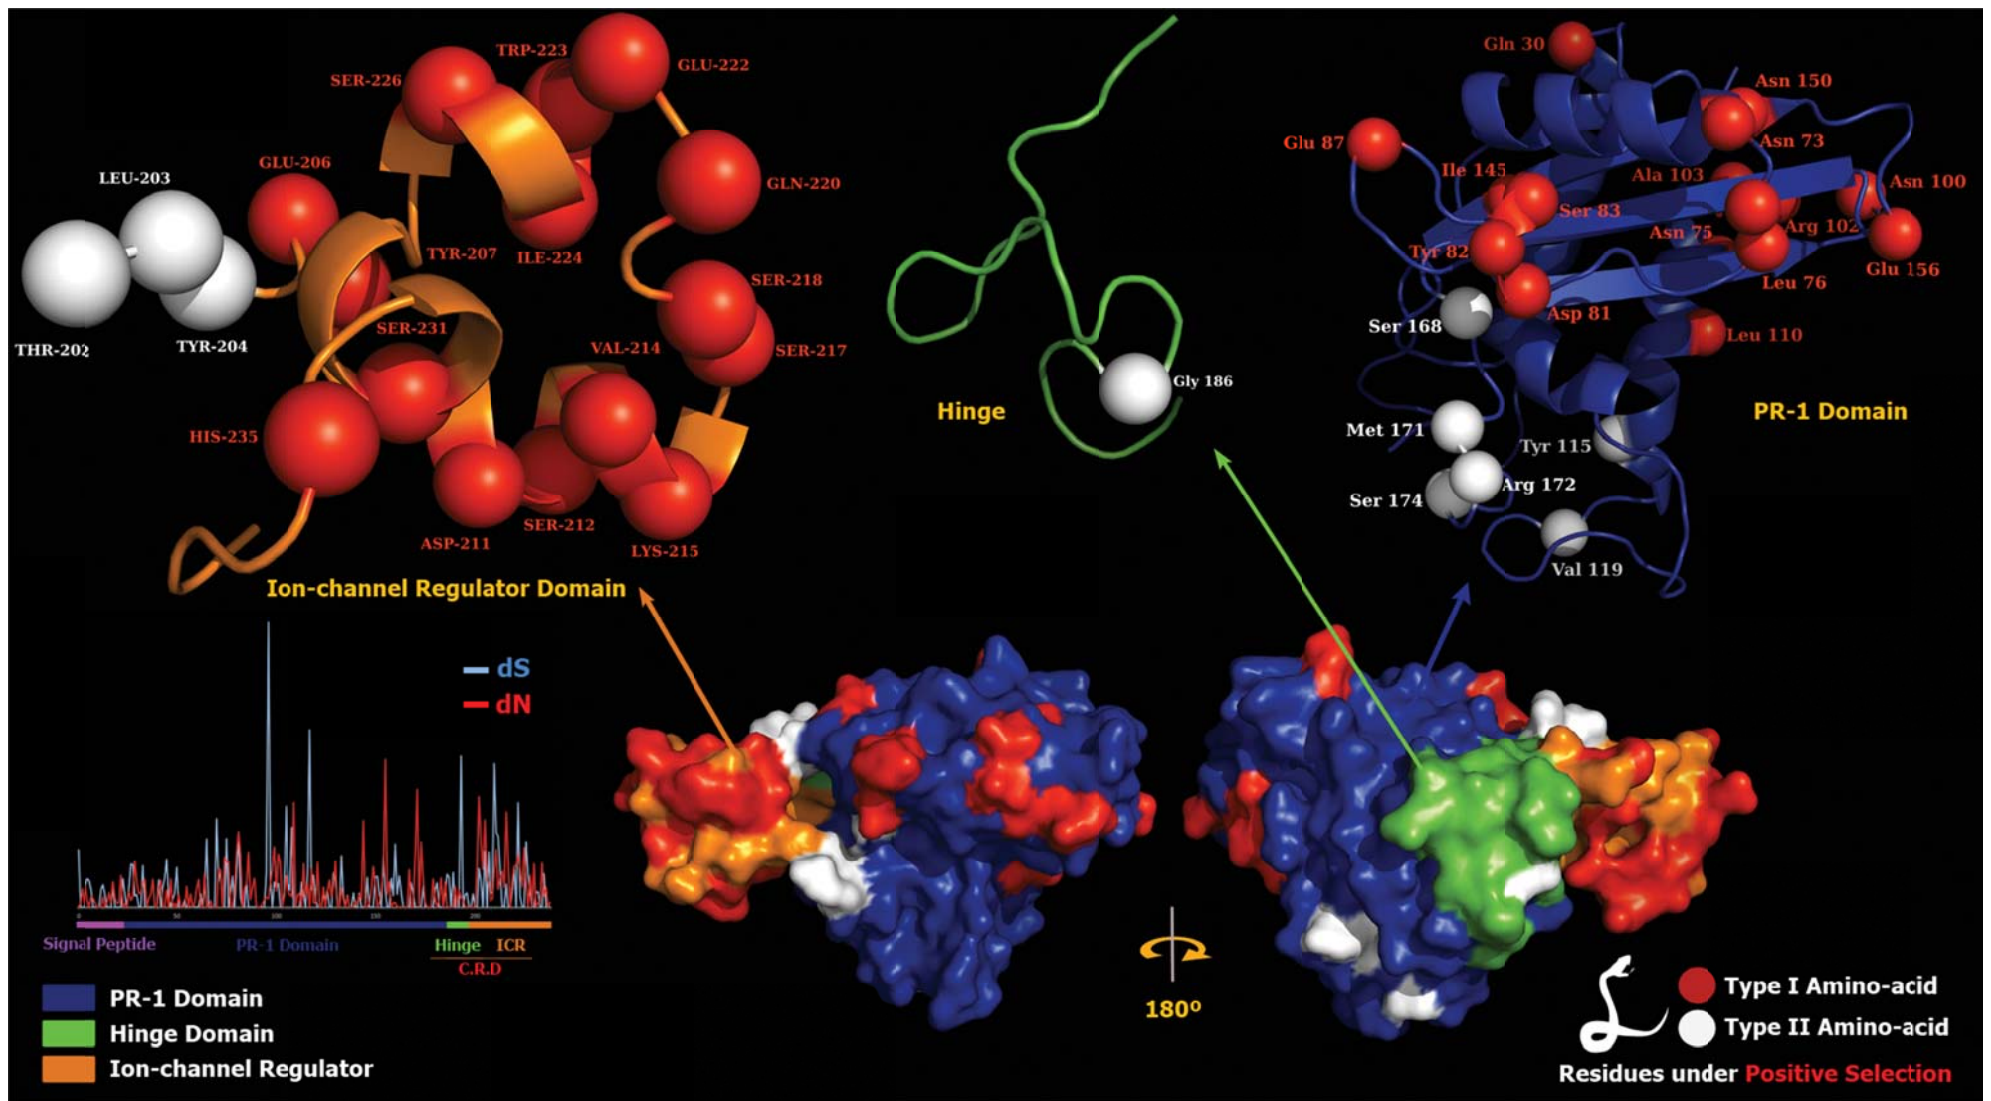 TRP-223
GLU-222
SER-226
GLN-220
GLU-206
LEU-203
TYR-207
ILE-224
SER-218
THR-202
TYR-204
SER-231
VAL-214
SER-217
HIS-235
ASP-211
SER-212
LYS-215
Ion-channel Regulator Domain
Hinge
Gly 186
Gln 30
Asn 150
Glu 87
Asn 73
Ile 145
Ala 103
Asn 100
Ser 83
Tyr 82
Asn 75
Arg 102
Glu 156
Leu 76
Asp 81
Ser 168
Leu 110
PR-1 Domain
Met 171
Tyr 115
Arg 172
Ser 174
Val 119
dS
dN
0
50
100
150
200
Signal Peptide
PR-1 Domain
Hinge
ICR
C.R.D
PR-1 Domain
Hinge Domain
Ion-channel Regulator
180º
Type I Amino-acid
Type II Amino-acid
Residues under Positive Selection